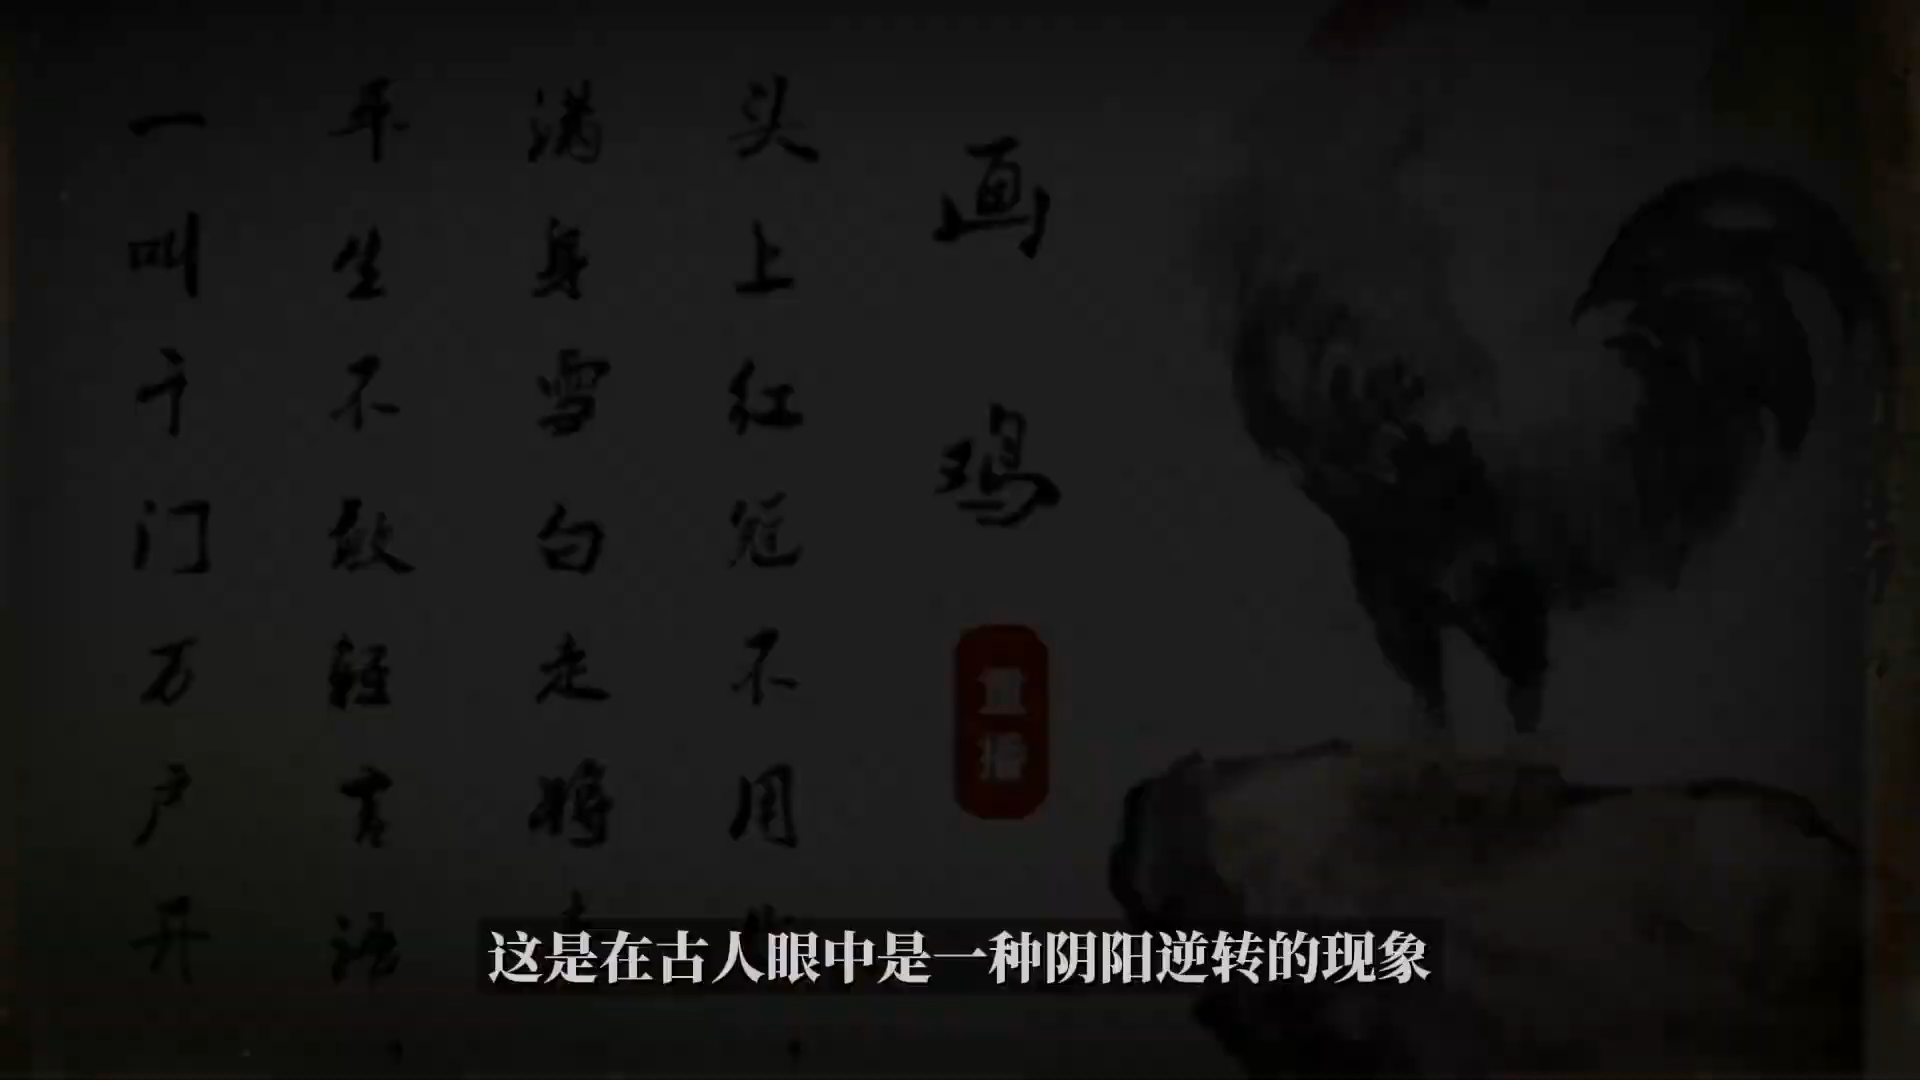 画鸡
头上红冠不用
满身雪白走将
平生不敢轻言语
一叫千门万户开
直播
这是在古人眼中是一种阴阳逆转的现象